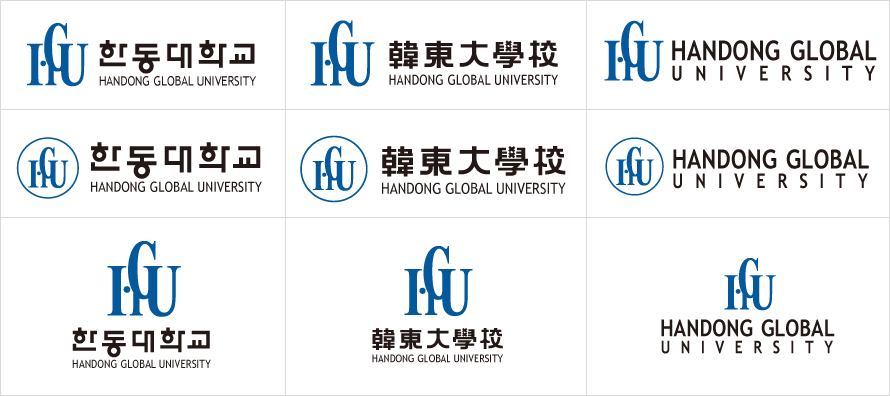 HGU 한동대학교
HANDONG GLOBAL UNIVERSITY
HGU 韓東大學校
HANDONG GLOBAL UNIVERSITY
HGU HANDONG GLOBAL
UNIVERSITY
HGU 한동대학교
HANDONG GLOBAL UNIVERSITY
HGU 韓東大學校
HANDONG GLOBAL UNIVERSITY
HGU HANDONG GLOBAL
UNIVERSITY
HGU
한동대학교
HANDONG GLOBAL UNIVERSITY
HGU
韓東大學校
HANDONG GLOBAL UNIVERSITY
HGU
HANDONG GLOBAL
UNIVERSITY